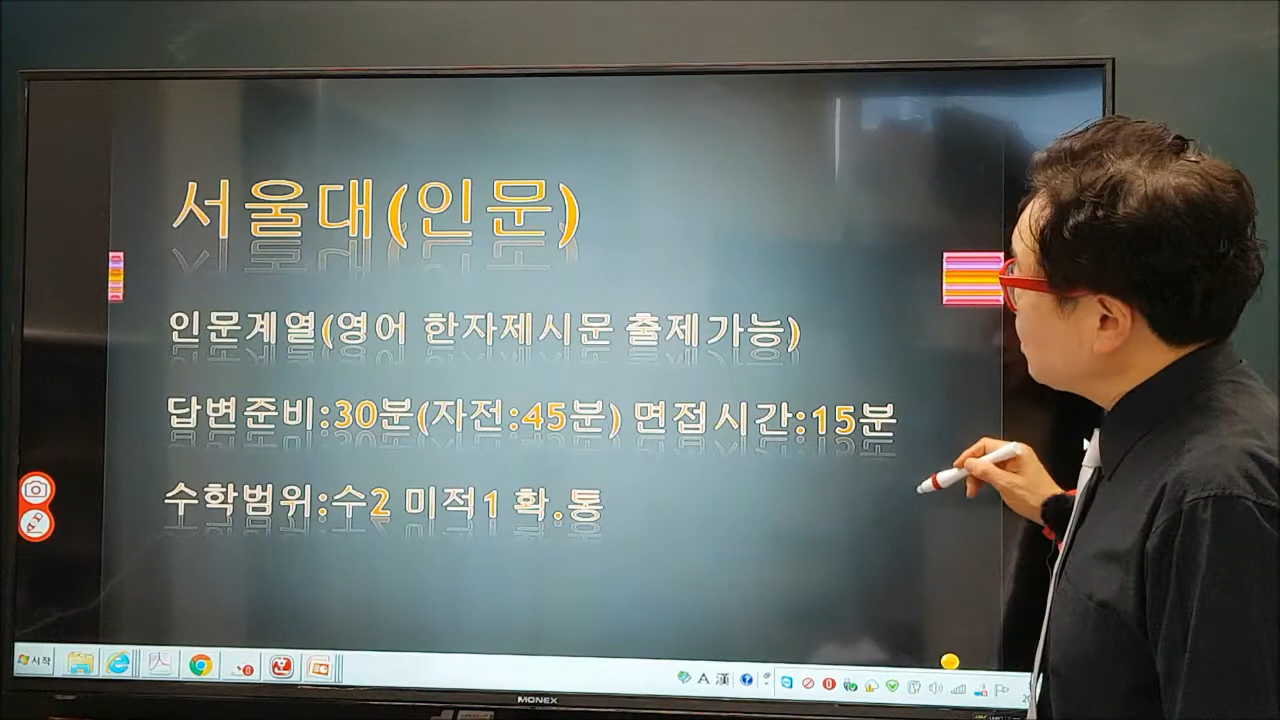 서울대(인문)
인문계열(영어 한자제시문 출제가능)
답변준비:30분(자전:45분) 면접시간:15분
수학범위:수2 미적1 확.통
시작
A 漢
MONEX